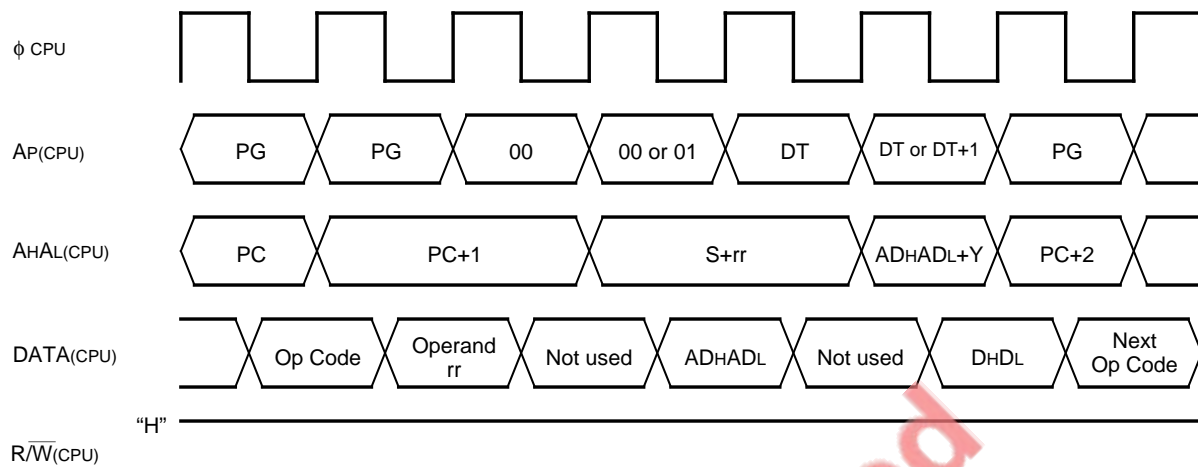 ϕ CPU
AP(CPU) PG PG 00 00 or 01 DT DT or DT+1 PG
AHAL(CPU) PC PC+1 S+rr ADHADL+Y PC+2
DATA(CPU) Op Code Operand rr Not used ADHADL Not used DHDL Next Op Code
“H”
R/W̅(CPU)